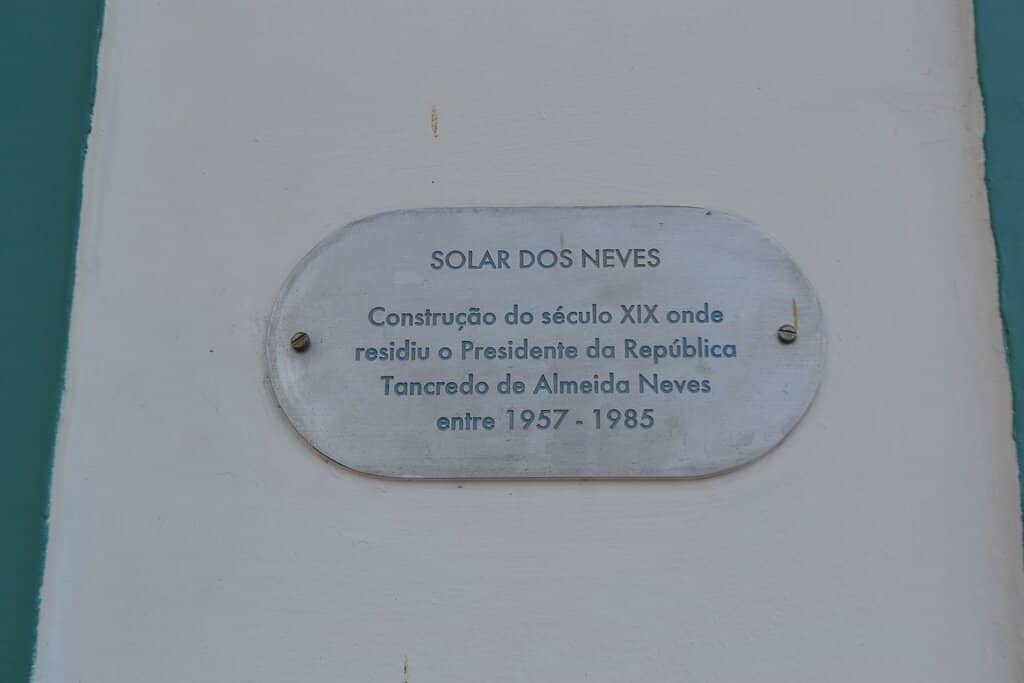 SOLAR DOS NEVES
Construção do século XIX onde
residiu o Presidente da República
Tancredo de Almeida Neves
entre 1957 - 1985